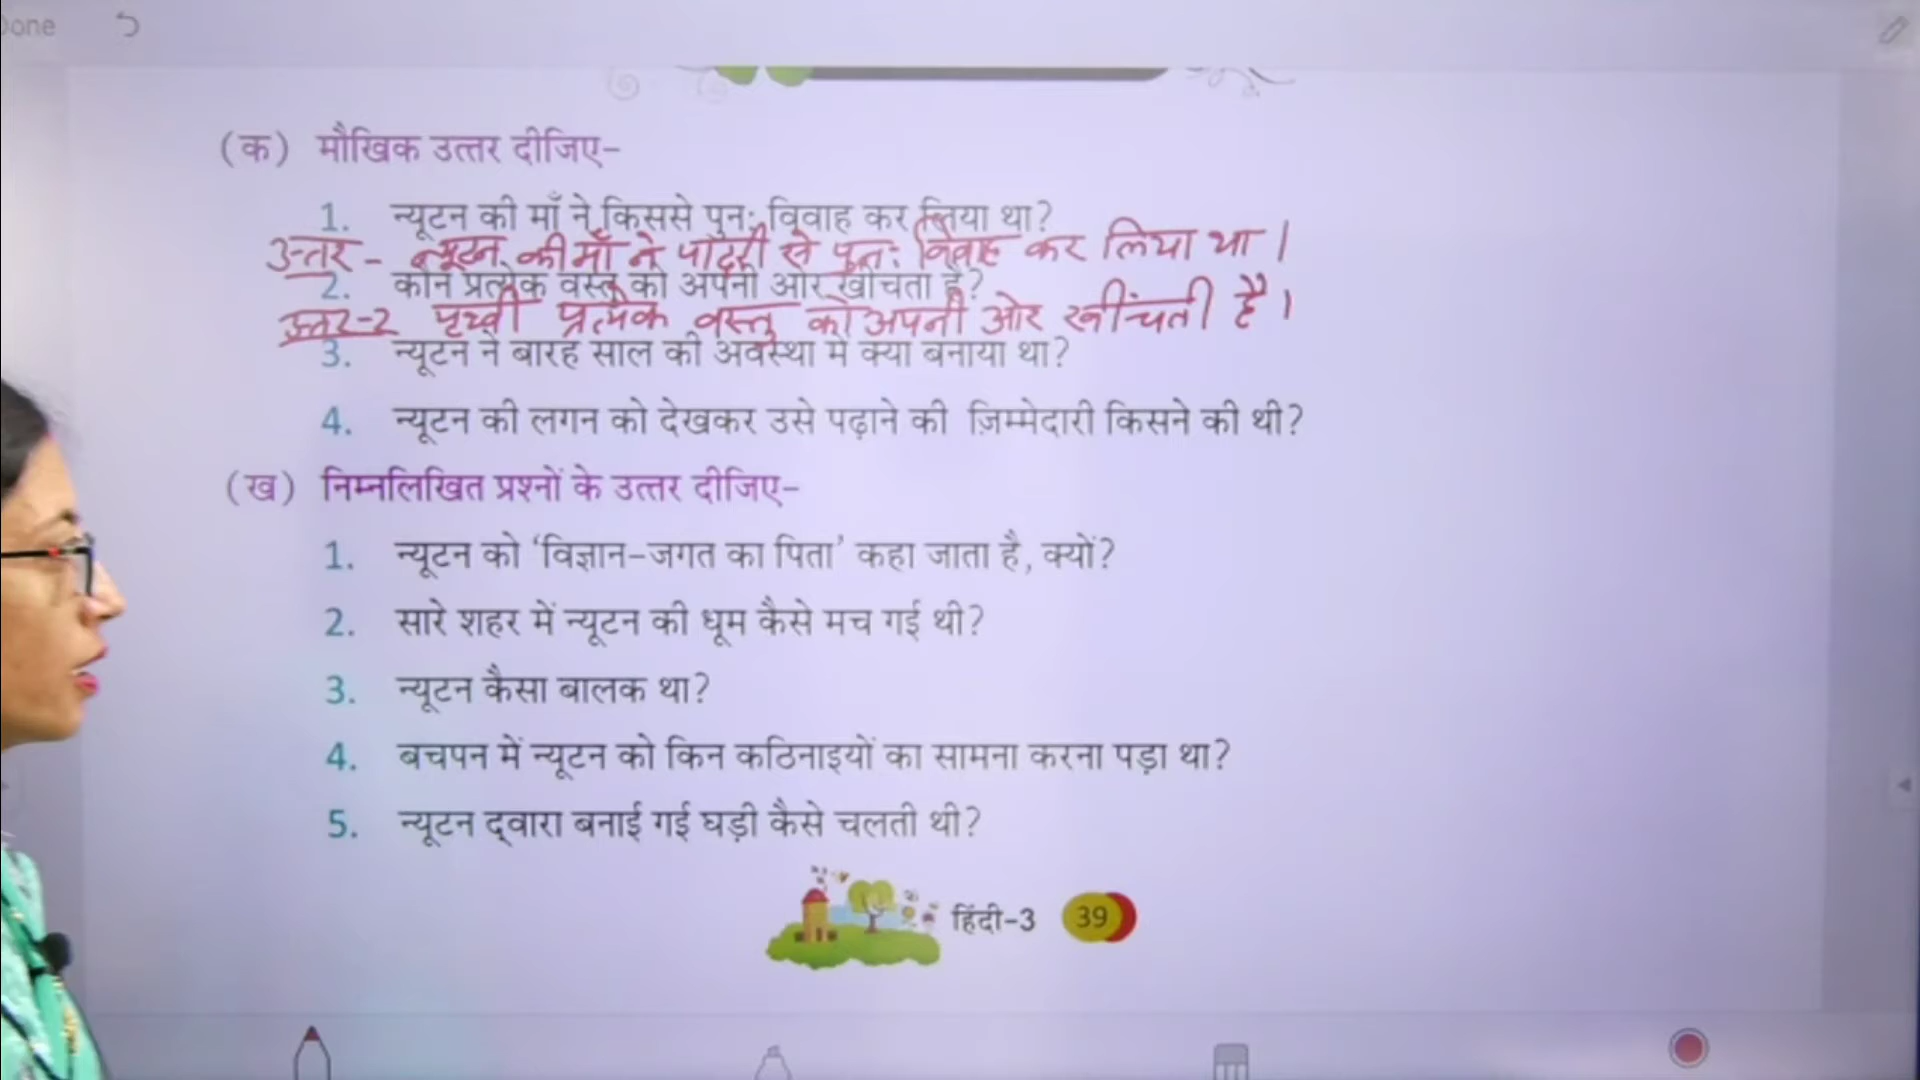 Done
(क) मौखिक उत्तर दीजिए-
1. न्यूटन की माँ ने किससे पुनः विवाह कर लिया था?
उत्तर - न्यूटन की माँ ने पादरी से पुनः विवाह कर लिया था।
2. कौन प्रत्येक वस्तु को अपनी ओर खींचता है?
उत्तर-2 पृथ्वी प्रत्येक वस्तु को अपनी ओर खींचती है।
3. न्यूटन ने बारह साल की अवस्था में क्या बनाया था?
4. न्यूटन की लगन को देखकर उसे पढ़ाने की ज़िम्मेदारी किसने की थी?
(ख) निम्नलिखित प्रश्नों के उत्तर दीजिए-
1. न्यूटन को ‘विज्ञान-जगत का पिता’ कहा जाता है, क्यों?
2. सारे शहर में न्यूटन की धूम कैसे मच गई थी?
3. न्यूटन कैसा बालक था?
4. बचपन में न्यूटन को किन कठिनाइयों का सामना करना पड़ा था?
5. न्यूटन द्वारा बनाई गई घड़ी कैसे चलती थी?
हिंदी-3 39